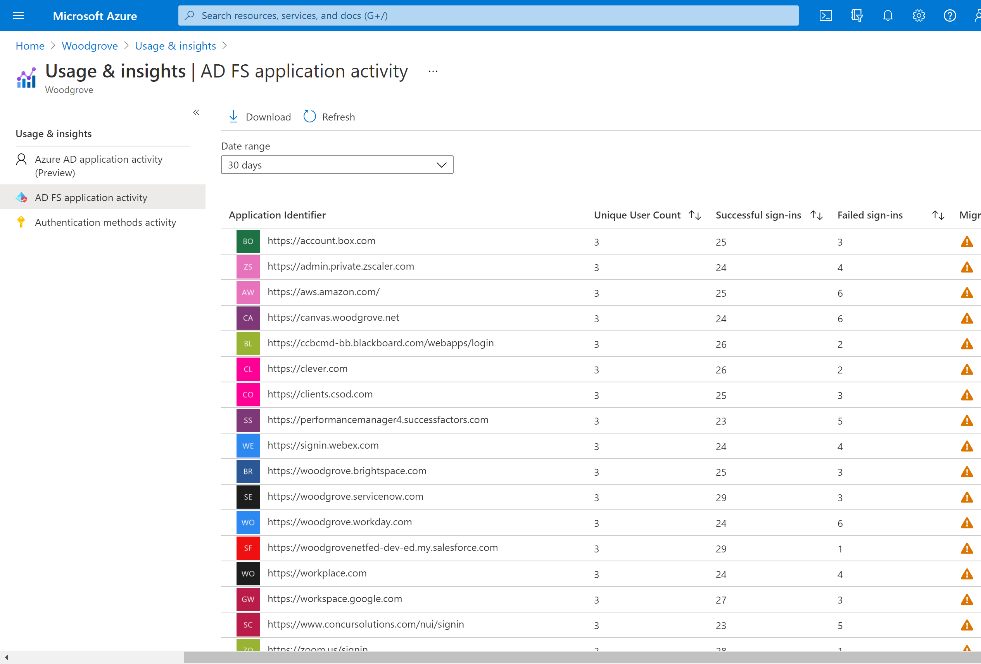 Microsoft Azure
Search resources, services, and docs (G+/)
Home > Woodgrove > Usage & insights >
Usage & insights | AD FS application activity ...
Woodgrove
«
Download Refresh
Usage & insights
Date range
30 days
Azure AD application activity
(Preview)
AD FS application activity
Authentication methods activity
Application Identifier Unique User Count ↑↓ Successful sign-ins ↑↓ Failed sign-ins ↑↓ Migr
BO https://account.box.com 3 25 3
ZS https://admin.private.zscaler.com 3 24 4
AW https://aws.amazon.com/ 3 25 6
CA https://canvas.woodgrove.net 3 24 6
BL https://ccbcmd-bb.blackboard.com/webapps/login 3 26 2
CL https://clever.com 3 26 2
CO https://clients.csod.com 3 25 3
SS https://performancemanager4.successfactors.com 3 23 5
WE https://signin.webex.com 3 24 4
BR https://woodgrove.brightspace.com 3 25 3
SE https://woodgrove.servicenow.com 3 29 3
WO https://woodgrove.workday.com 3 24 6
SF https://woodgrovenetfed-dev-ed.my.salesforce.com 3 29 1
WO https://workplace.com 3 24 4
GW https://workspace.google.com 3 27 3
SC https://www.concursolutions.com/nui/signin 3 23 5
ZO https://zoom.us/signin 3 28 1